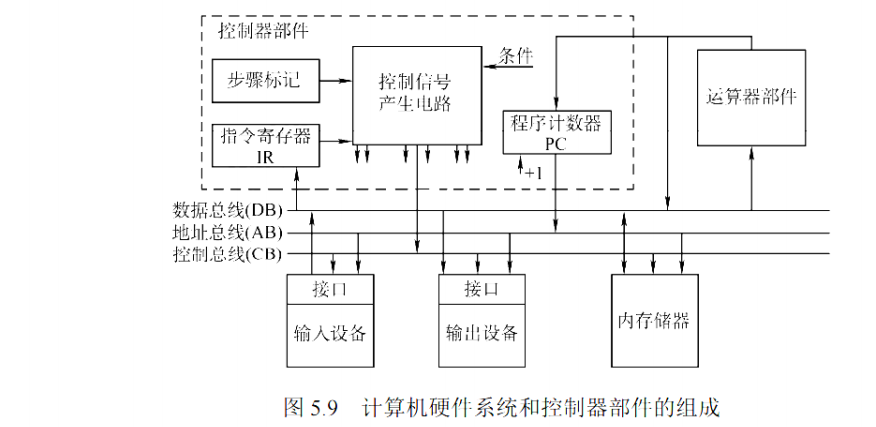 控制器部件
步骤标记
控制信号
产生电路
条件
运算器部件
指令寄存器
IR
程序计数器
PC
+1
数据总线(DB)
地址总线(AB)
控制总线(CB)
接口
输入设备
接口
输出设备
内存储器
图 5.9 计算机硬件系统和控制器部件的组成